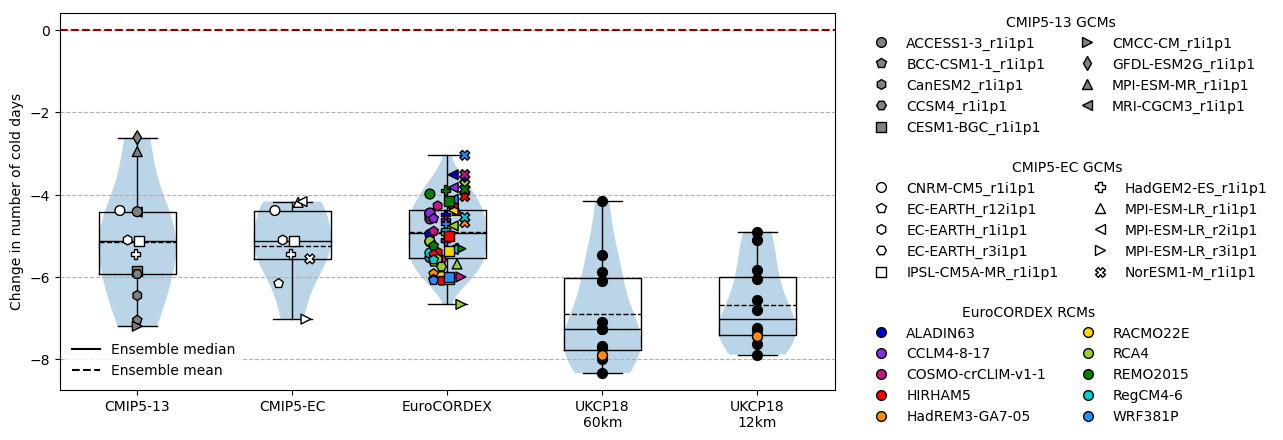 Change in number of cold days
0
−2
−4
−6
−8
Ensemble median
Ensemble mean
CMIP5-13
CMIP5-EC
EuroCORDEX
UKCP18
60km
UKCP18
12km
CMIP5-13 GCMs
ACCESS1-3_r1i1p1
BCC-CSM1-1_r1i1p1
CanESM2_r1i1p1
CCSM4_r1i1p1
CESM1-BGC_r1i1p1
CMCC-CM_r1i1p1
GFDL-ESM2G_r1i1p1
MPI-ESM-MR_r1i1p1
MRI-CGCM3_r1i1p1
CMIP5-EC GCMs
CNRM-CM5_r1i1p1
EC-EARTH_r12i1p1
EC-EARTH_r1i1p1
EC-EARTH_r3i1p1
IPSL-CM5A-MR_r1i1p1
HadGEM2-ES_r1i1p1
MPI-ESM-LR_r1i1p1
MPI-ESM-LR_r2i1p1
MPI-ESM-LR_r3i1p1
NorESM1-M_r1i1p1
EuroCORDEX RCMs
ALADIN63
CCLM4-8-17
COSMO-crCLIM-v1-1
HIRHAM5
HadREM3-GA7-05
RACMO22E
RCA4
REMO2015
RegCM4-6
WRF381P